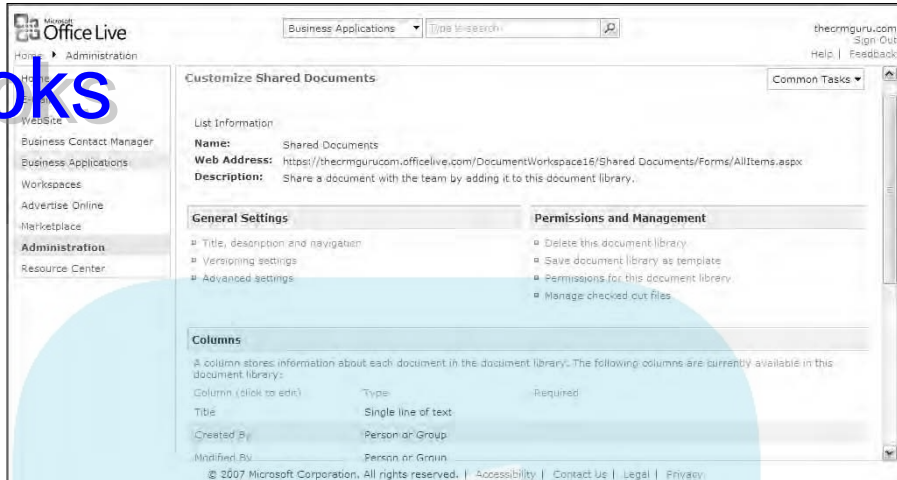 Microsoft
Office Live
Business Applications
Type to search
thecrmguru.com
Sign Out
Help | Feedback
Home ▸ Administration
oks
Customize Shared Documents
Common Tasks
Home
WebSite
Business Contact Manager
Business Applications
Workspaces
Advertise Online
Marketplace
Administration
Resource Center
List Information
Name: Shared Documents
Web Address: https://thecrmgurucom.officelive.com/DocumentWorkspace16/Shared Documents/Forms/AllItems.aspx
Description: Share a document with the team by adding it to this document library.
General Settings
Title, description and navigation
Versioning settings
Advanced settings
Permissions and Management
Delete this document library
Save document library as template
Permissions for this document library
Manage checked out files
Columns
A column stores information about each document in the document library. The following columns are currently available in this
document library:
Column (click to edit) Type Required
Title Single line of text
Created By Person or Group
Modified By Person or Group
© 2007 Microsoft Corporation. All rights reserved. | Accessibility | Contact Us | Legal | Privacy